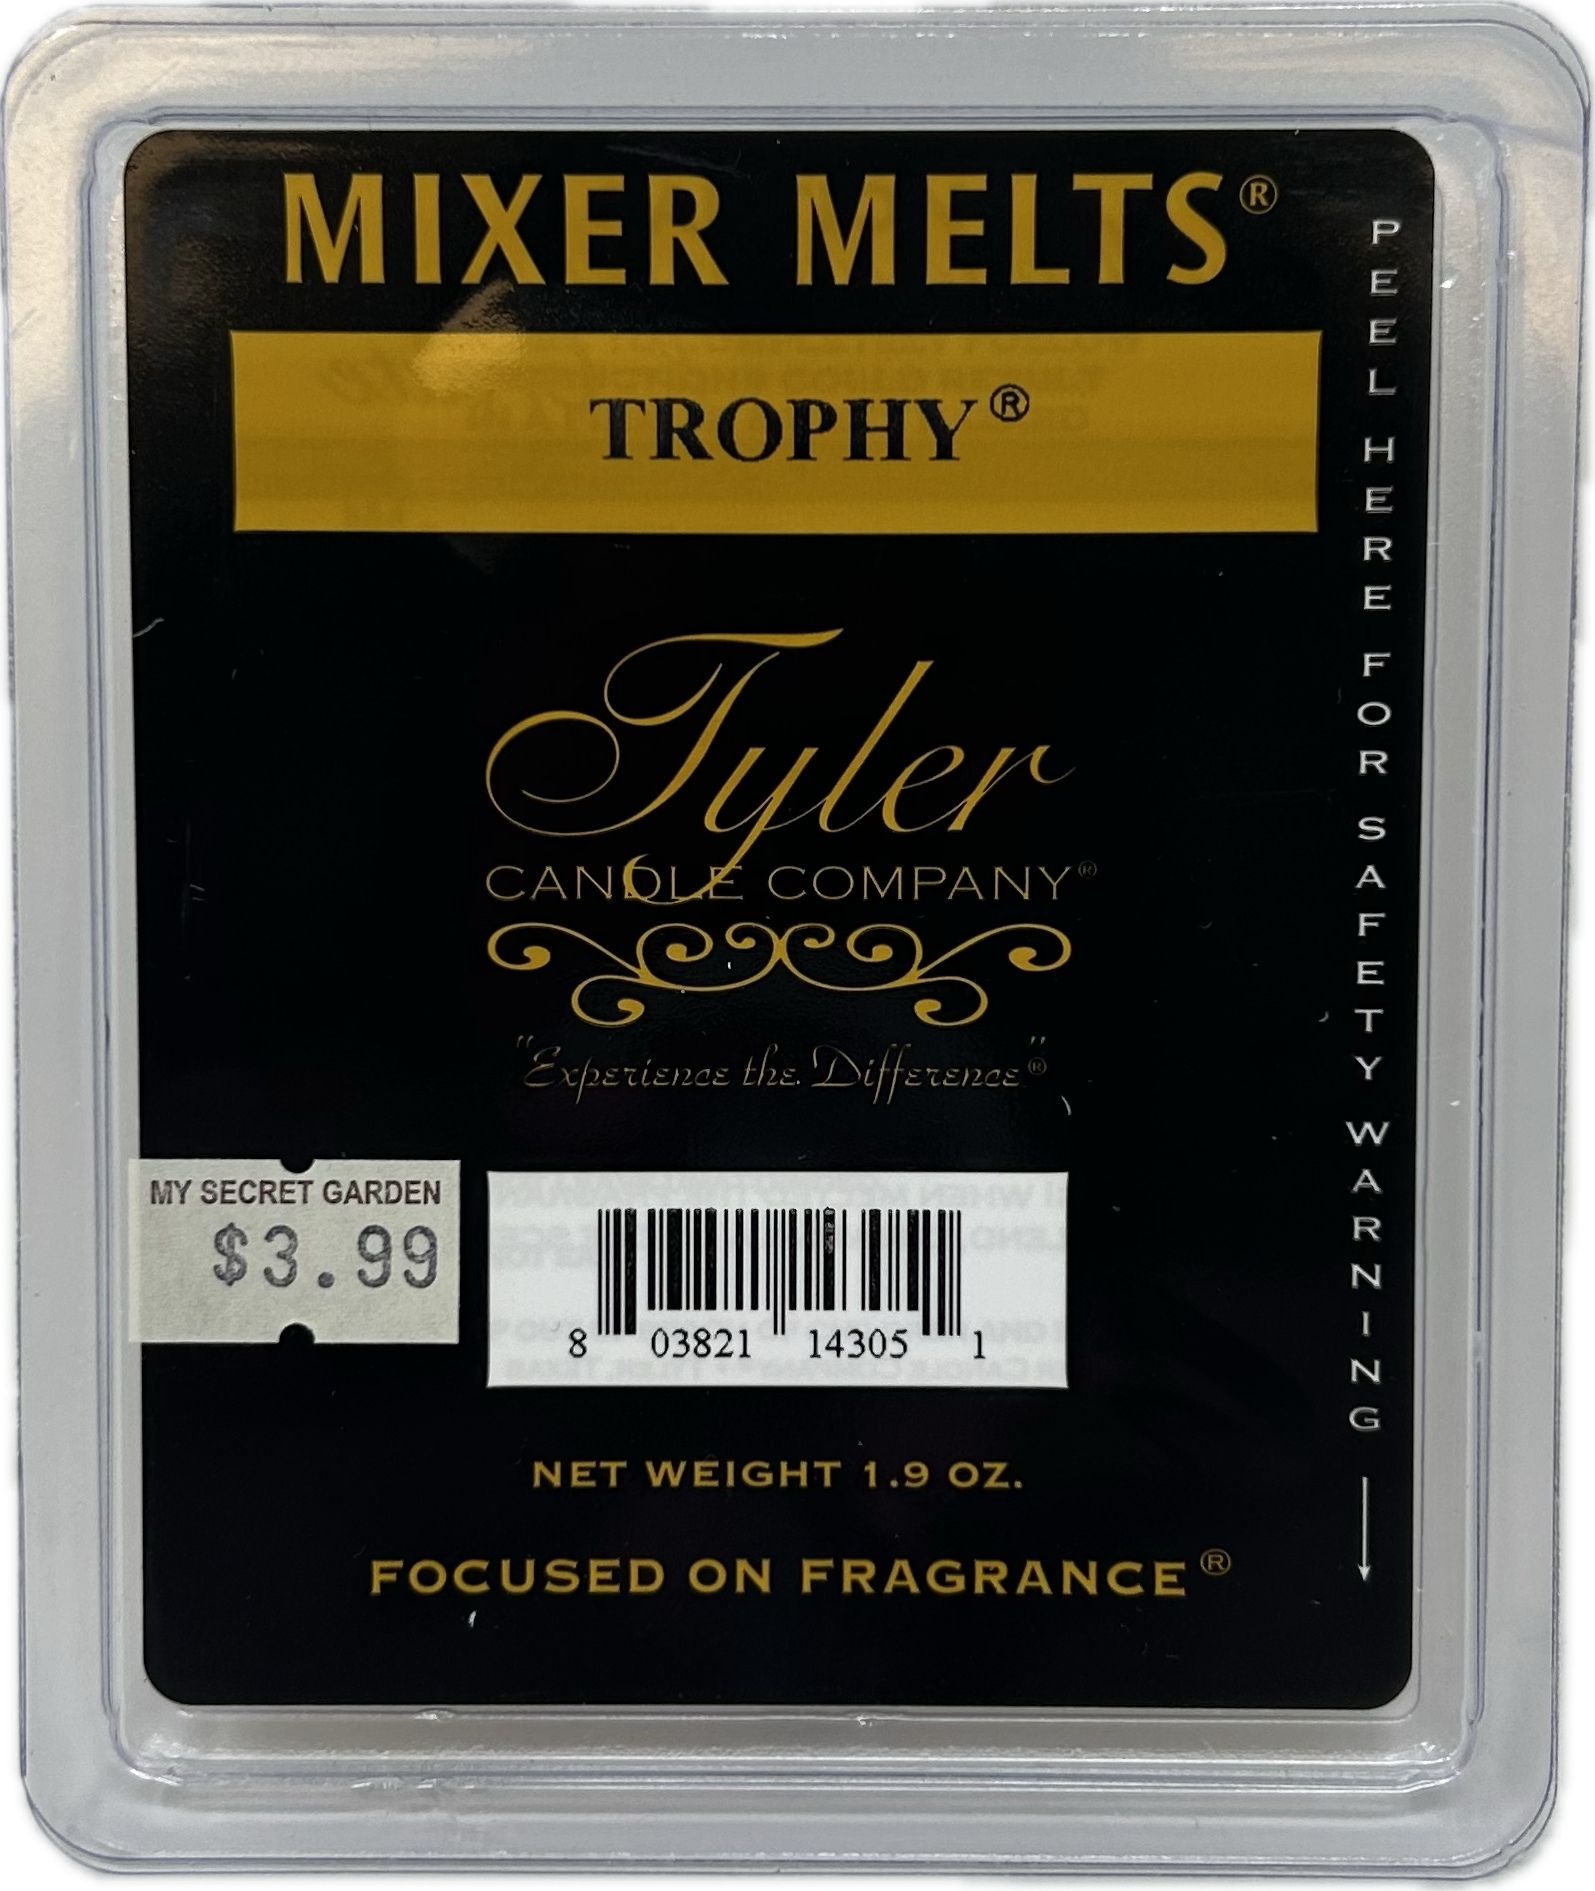 MIXER MELTS®
TROPHY®
Tyler
CANDLE COMPANY®
"Experience the Difference"®
MY SECRET GARDEN
$3.99
8 03821 14305 1
NET WEIGHT 1.9 OZ.
FOCUSED ON FRAGRANCE®
PEEL HERE FOR SAFETY WARNING